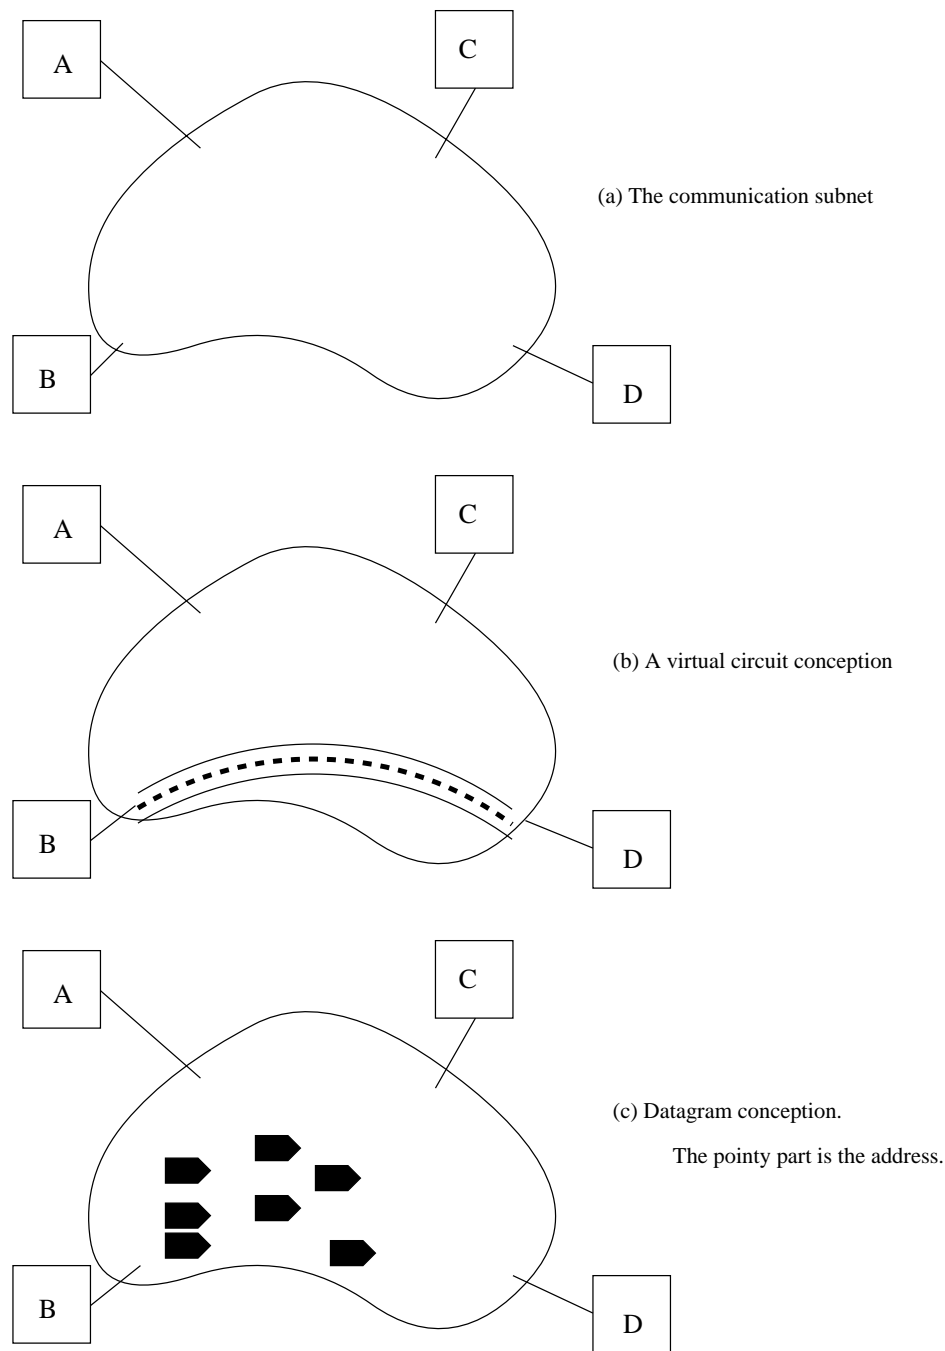 A
C
(a) The communication subnet
B
D
A
C
(b) A virtual circuit conception
B
D
A
C
(c) Datagram conception.
The pointy part is the address.
B
D